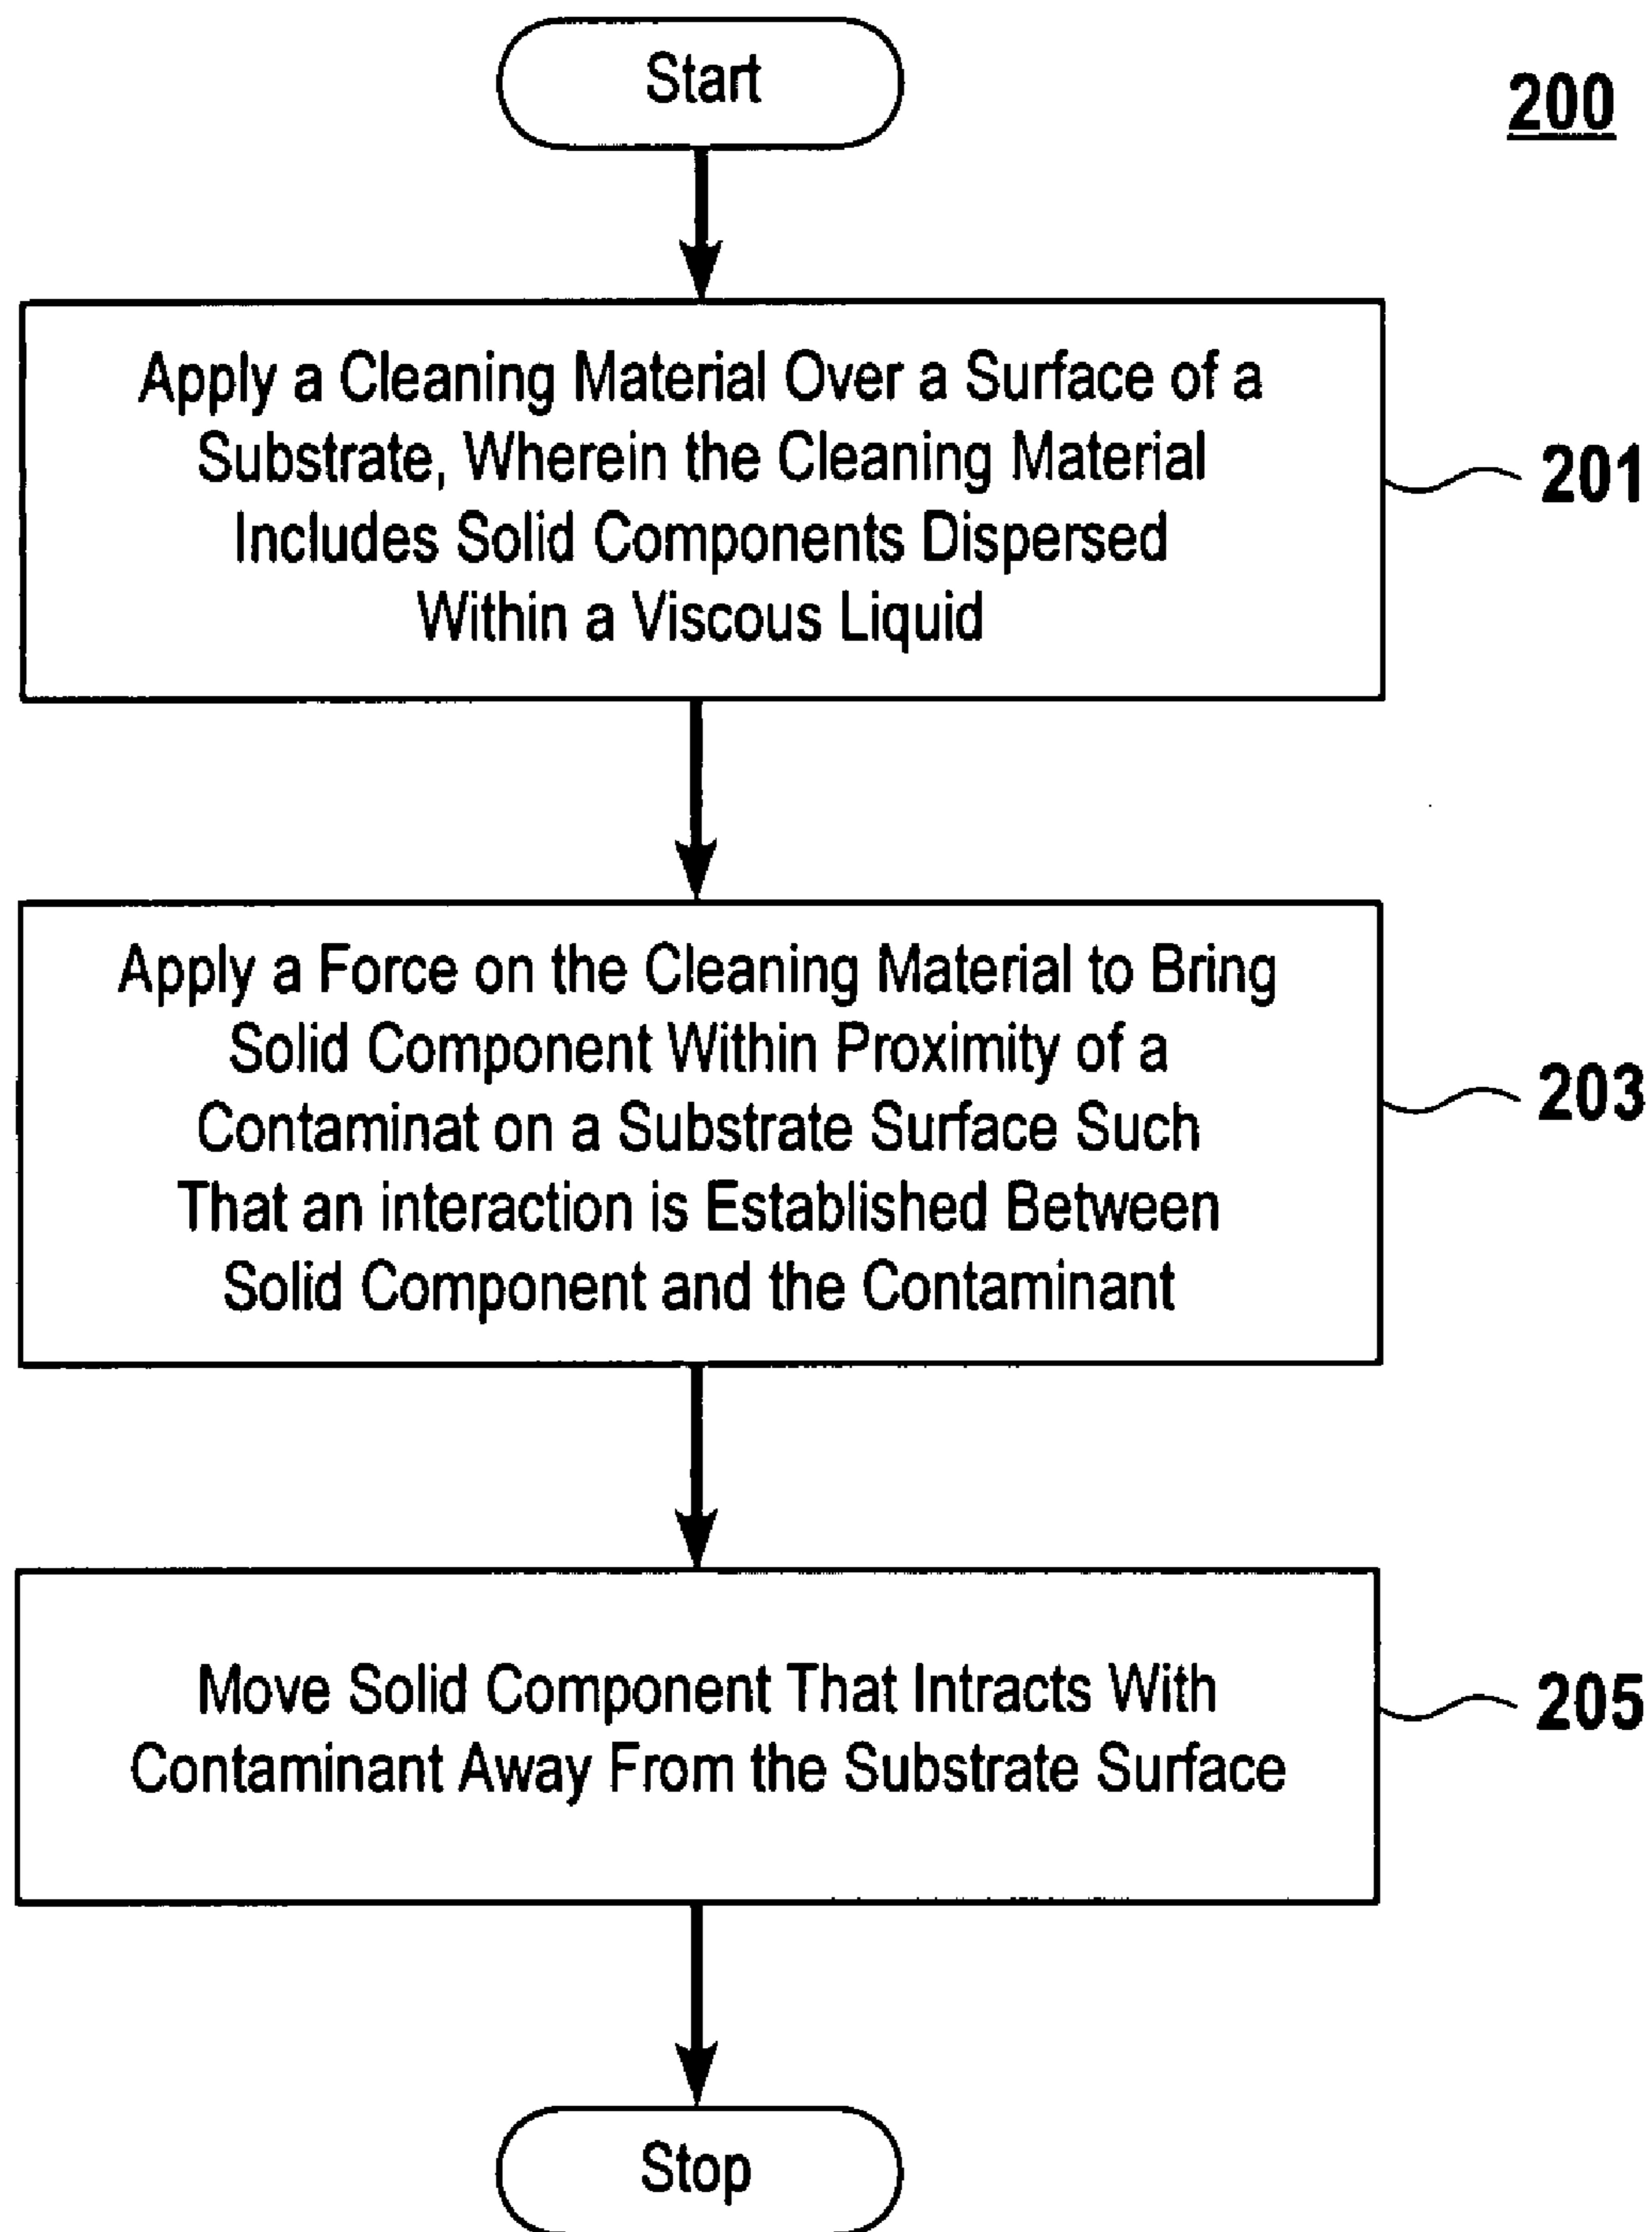 Start
200
Apply a Cleaning Material Over a Surface of a
Substrate, Wherein the Cleaning Material
Includes Solid Components Dispersed
Within a Viscous Liquid
201
Apply a Force on the Cleaning Material to Bring
Solid Component Within Proximity of a
Contaminat on a Substrate Surface Such
That an interaction is Established Between
Solid Component and the Contaminant
203
Move Solid Component That Intracts With
Contaminant Away From the Substrate Surface
205
Stop